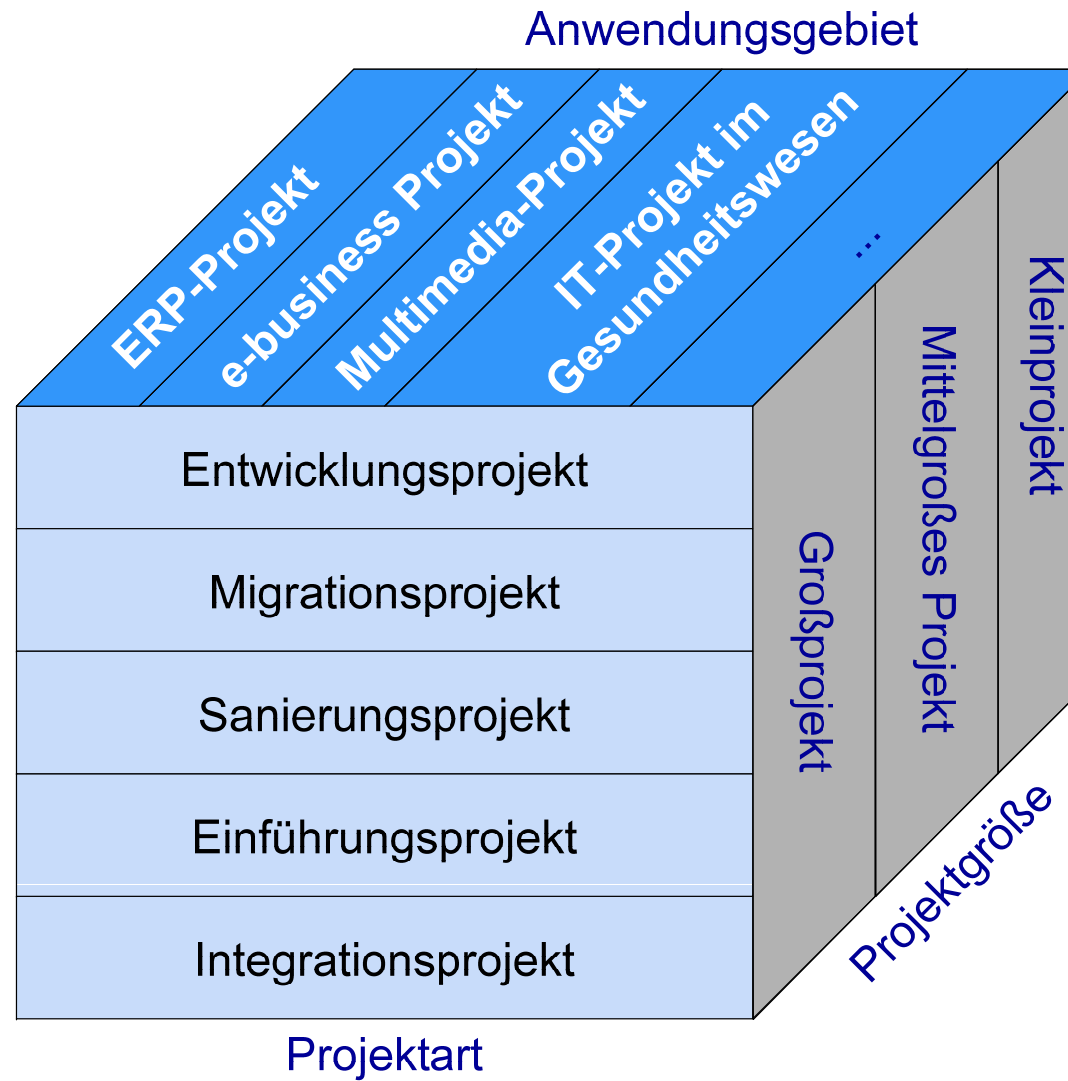 Anwendungsgebiet
ERP-Projekt
e-business Projekt
Multimedia-Projekt
IT-Projekt im
Gesundheitswesen
...
Entwicklungsprojekt
Migrationsprojekt
Sanierungsprojekt
Einführungsprojekt
Integrationsprojekt
Großprojekt
Mittelgroßes Projekt
Kleinprojekt
Projektgröße
Projektart